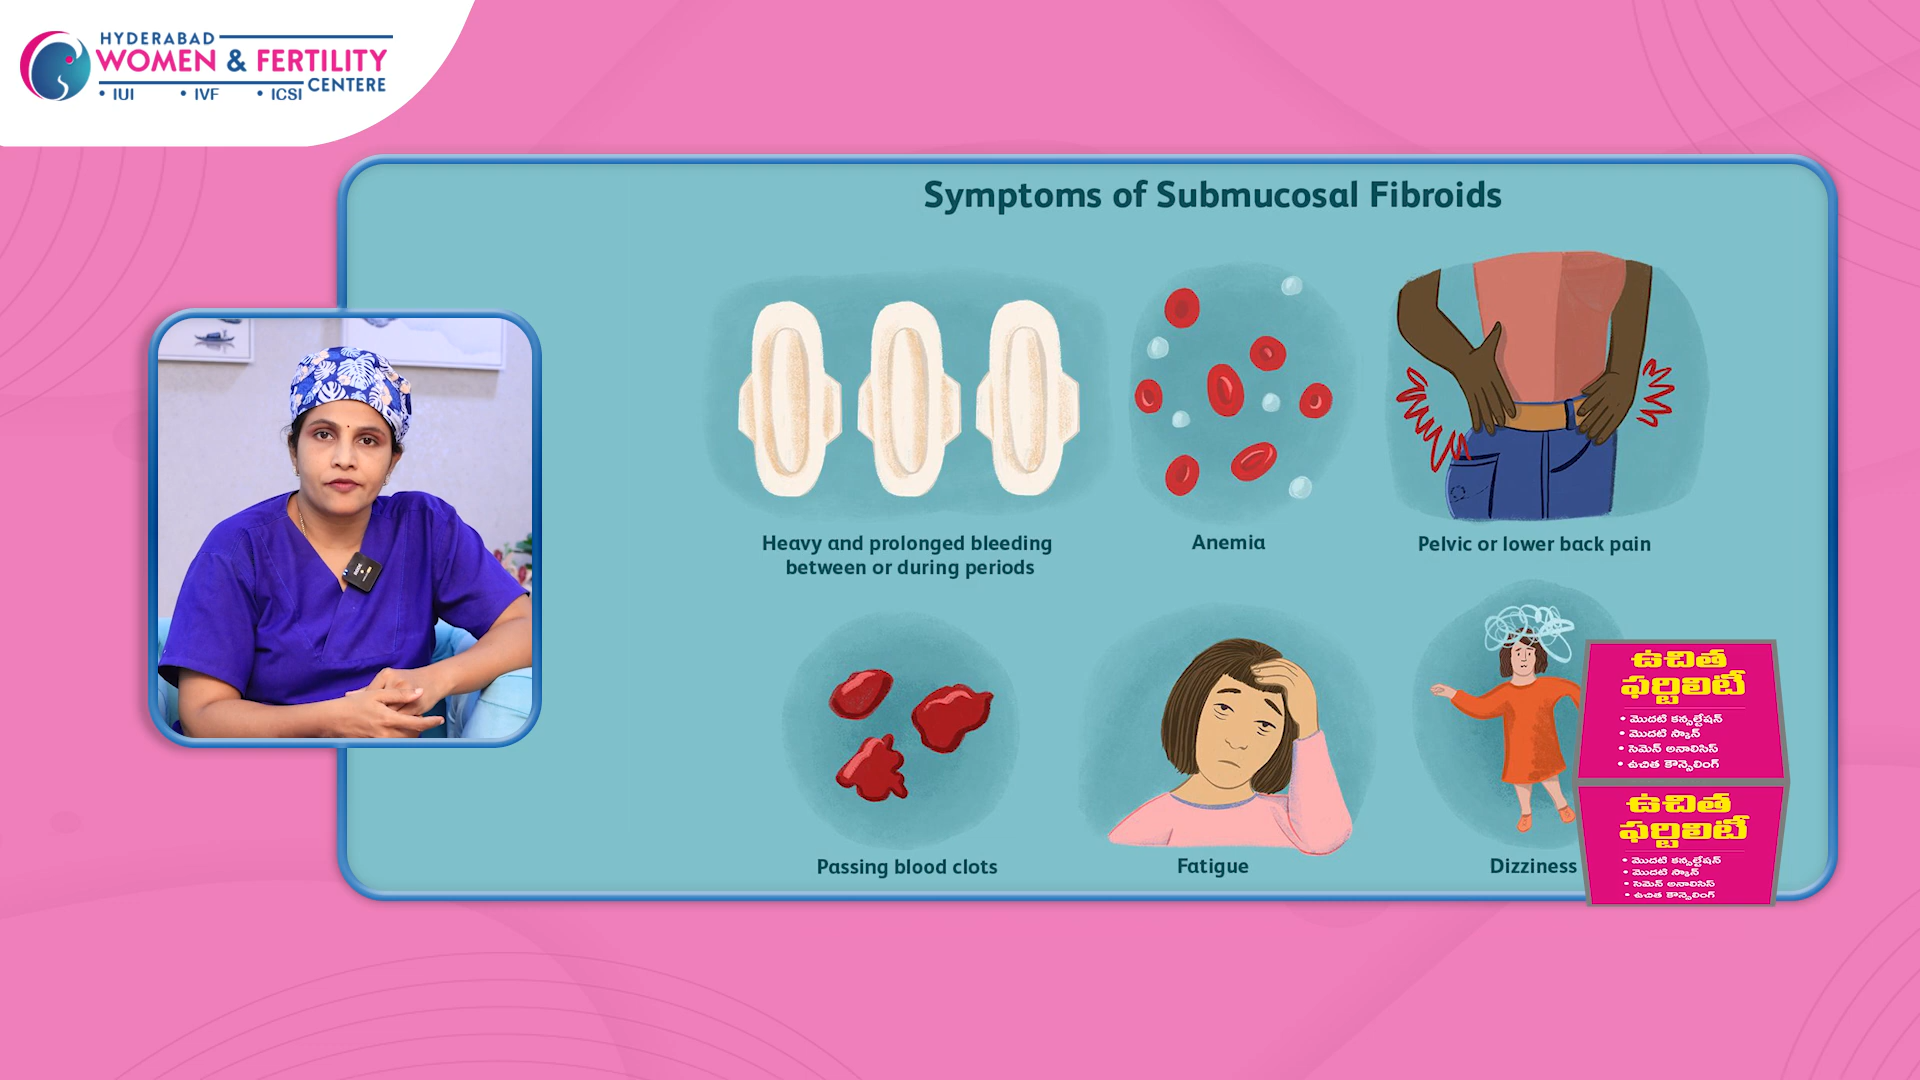 HYDERABAD
WOMEN & FERTILITY
CENTERE
• IUI • IVF • ICSI
Symptoms of Submucosal Fibroids
Heavy and prolonged bleeding
between or during periods
Anemia
Pelvic or lower back pain
Passing blood clots
Fatigue
Dizziness
ఉచిత
ఫర్టిలిటీ
• మొదటి కన్సల్టేషన్
• మొదటి స్కాన్
• సెమెన్ అనాలిసిస్
• ఉచిత కౌన్సెలింగ్
ఉచిత
ఫర్టిలిటీ
• మొదటి కన్సల్టేషన్
• మొదటి స్కాన్
• సెమెన్ అనాలిసిస్
• ఉచిత కౌన్సెలింగ్